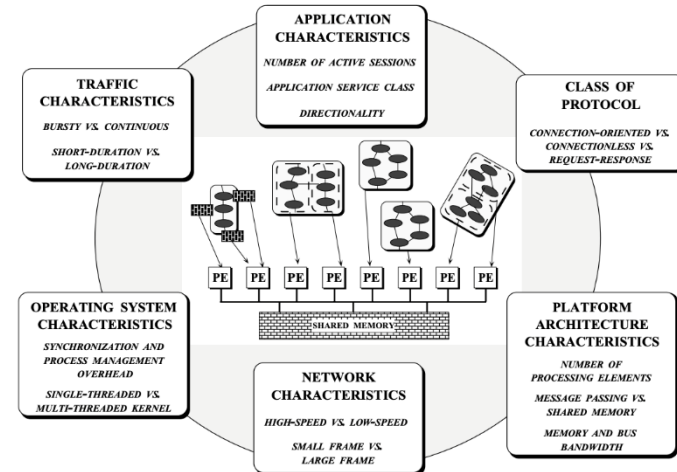 APPLICATION
CHARACTERISTICS
NUMBER OF ACTIVE SESSIONS
APPLICATION SERVICE CLASS
DIRECTIONALITY
TRAFFIC
CHARACTERISTICS
BURSTY VS. CONTINUOUS
SHORT-DURATION VS.
LONG-DURATION
CLASS OF
PROTOCOL
CONNECTION-ORIENTED VS.
CONNECTIONLESS VS.
REQUEST-RESPONSE
PE PE PE PE PE PE PE PE
SHARED MEMORY
OPERATING SYSTEM
CHARACTERISTICS
SYNCHRONIZATION AND
PROCESS MANAGEMENT
OVERHEAD
SINGLE-THREADED VS.
MULTI-THREADED KERNEL
PLATFORM
ARCHITECTURE
CHARACTERISTICS
NUMBER OF
PROCESSING ELEMENTS
MESSAGE PASSING VS.
SHARED MEMORY
MEMORY AND BUS
BANDWIDTH
NETWORK
CHARACTERISTICS
HIGH-SPEED VS. LOW-SPEED
SMALL FRAME VS.
LARGE FRAME